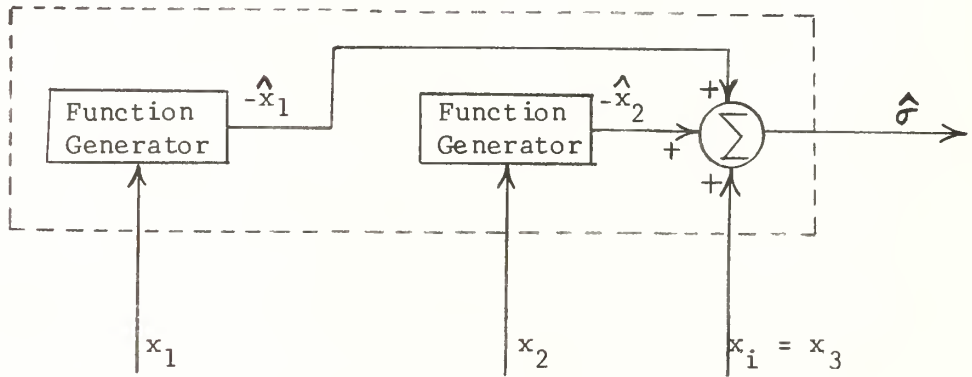 -x̂1
-x̂2
+
Function
Generator
Function
Generator
Σ
σ̂
+
+
x1
x2
xi = x3